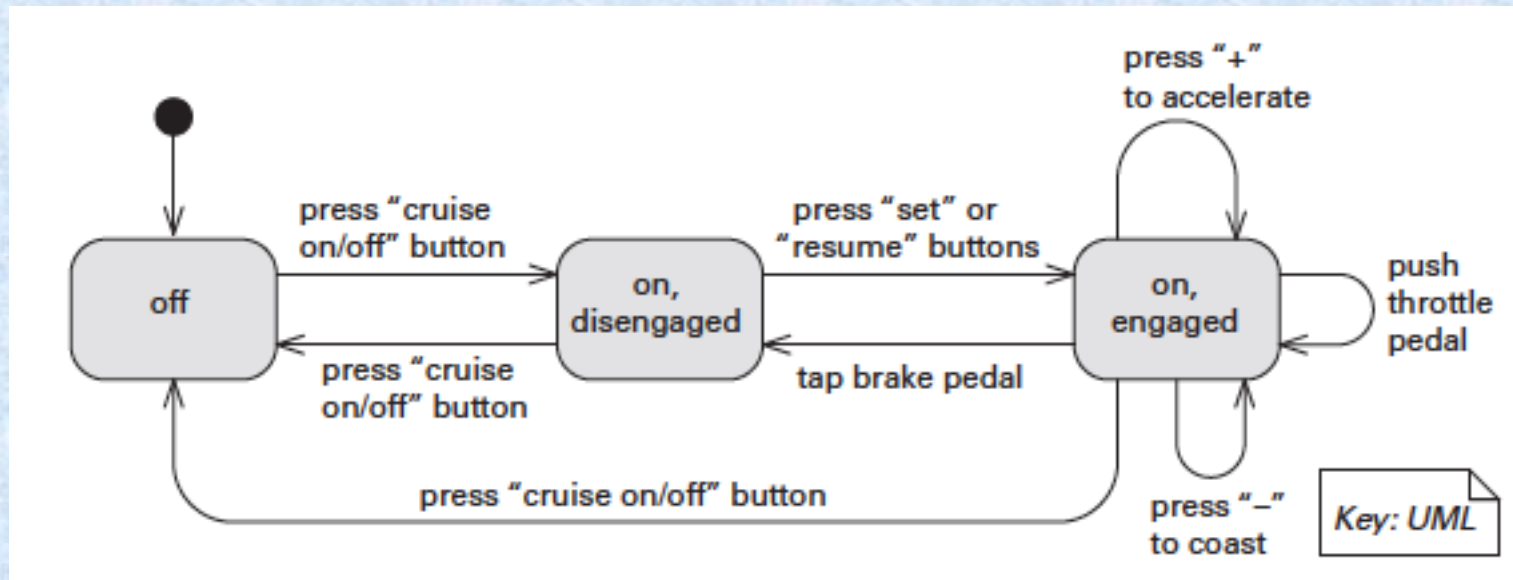 press “+”
to accelerate
press “cruise
on/off” button
press “set” or
“resume” buttons
off
on,
disengaged
on,
engaged
push
throttle
pedal
press “cruise
on/off” button
tap brake pedal
press “cruise on/off” button
press “–”
to coast
Key: UML